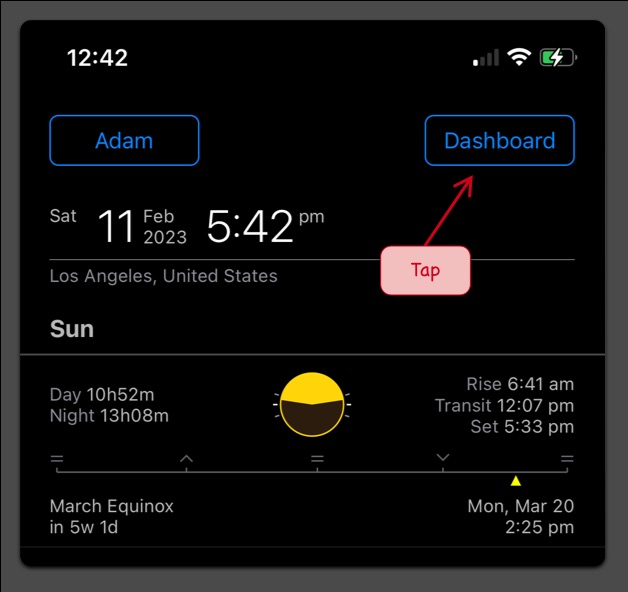 12:42
Adam
Dashboard
Sat 11 Feb 2023 5:42 pm
Tap
Los Angeles, United States
Sun
Day 10h52m
Night 13h08m
Rise 6:41 am
Transit 12:07 pm
Set 5:33 pm
March Equinox
in 5w 1d
Mon, Mar 20
2:25 pm